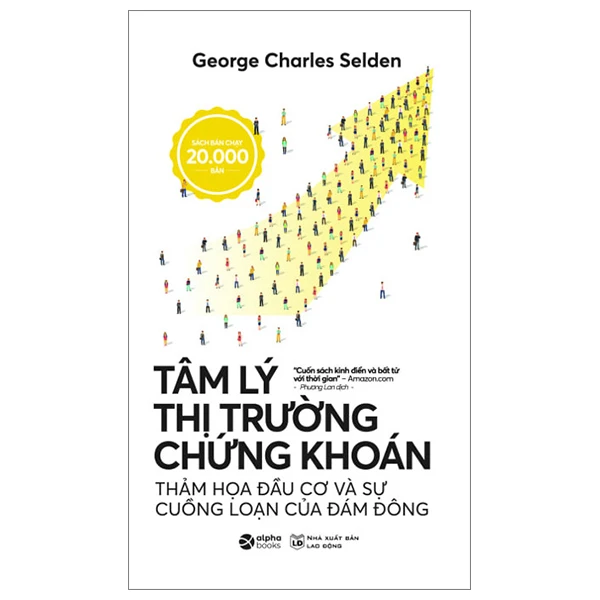 George Charles Selden
SÁCH BÁN CHẠY
20.000
BẢN
TÂM LÝ
"Cuốn sách kinh điển và bất tử
với thời gian" – Amazon.com
- Phương Lan dịch -
THỊ TRƯỜNG
CHỨNG KHOÁN
THẢM HỌA ĐẦU CƠ VÀ SỰ
CUỒNG LOẠN CỦA ĐÁM ĐÔNG
alpha
books
LĐ
NHÀ XUẤT BẢN
LAO ĐỘNG